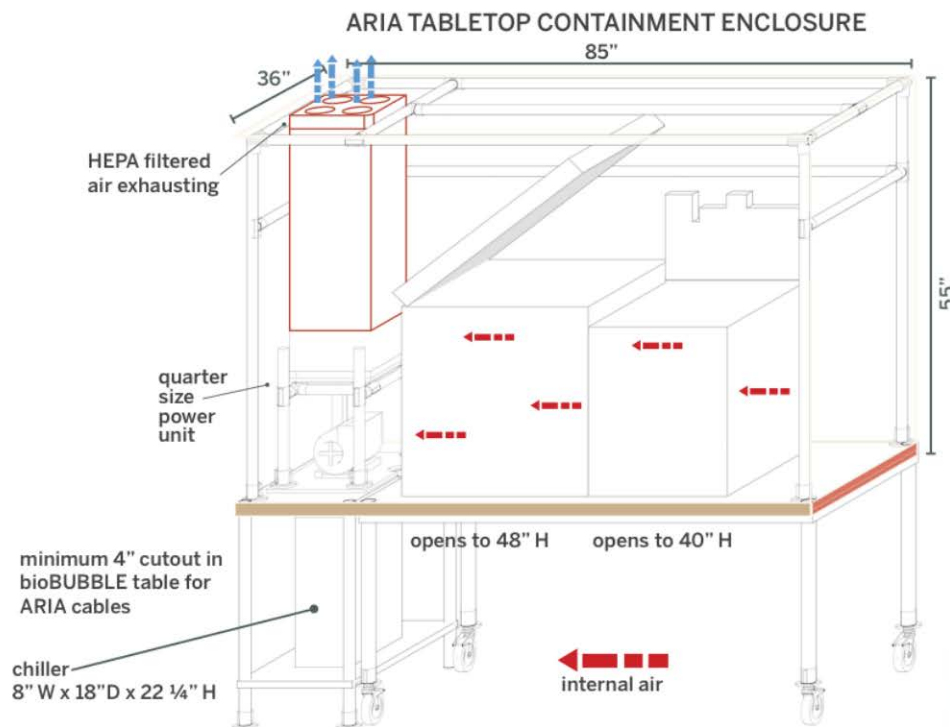 ARIA TABLETOP CONTAINMENT ENCLOSURE
85”
36”
HEPA filtered
air exhausting
55”
quarter
size
power
unit
opens to 48” H
opens to 40” H
minimum 4” cutout in
bioBUBBLE table for
ARIA cables
chiller
8” W x 18”D x 22 ¼” H
internal air